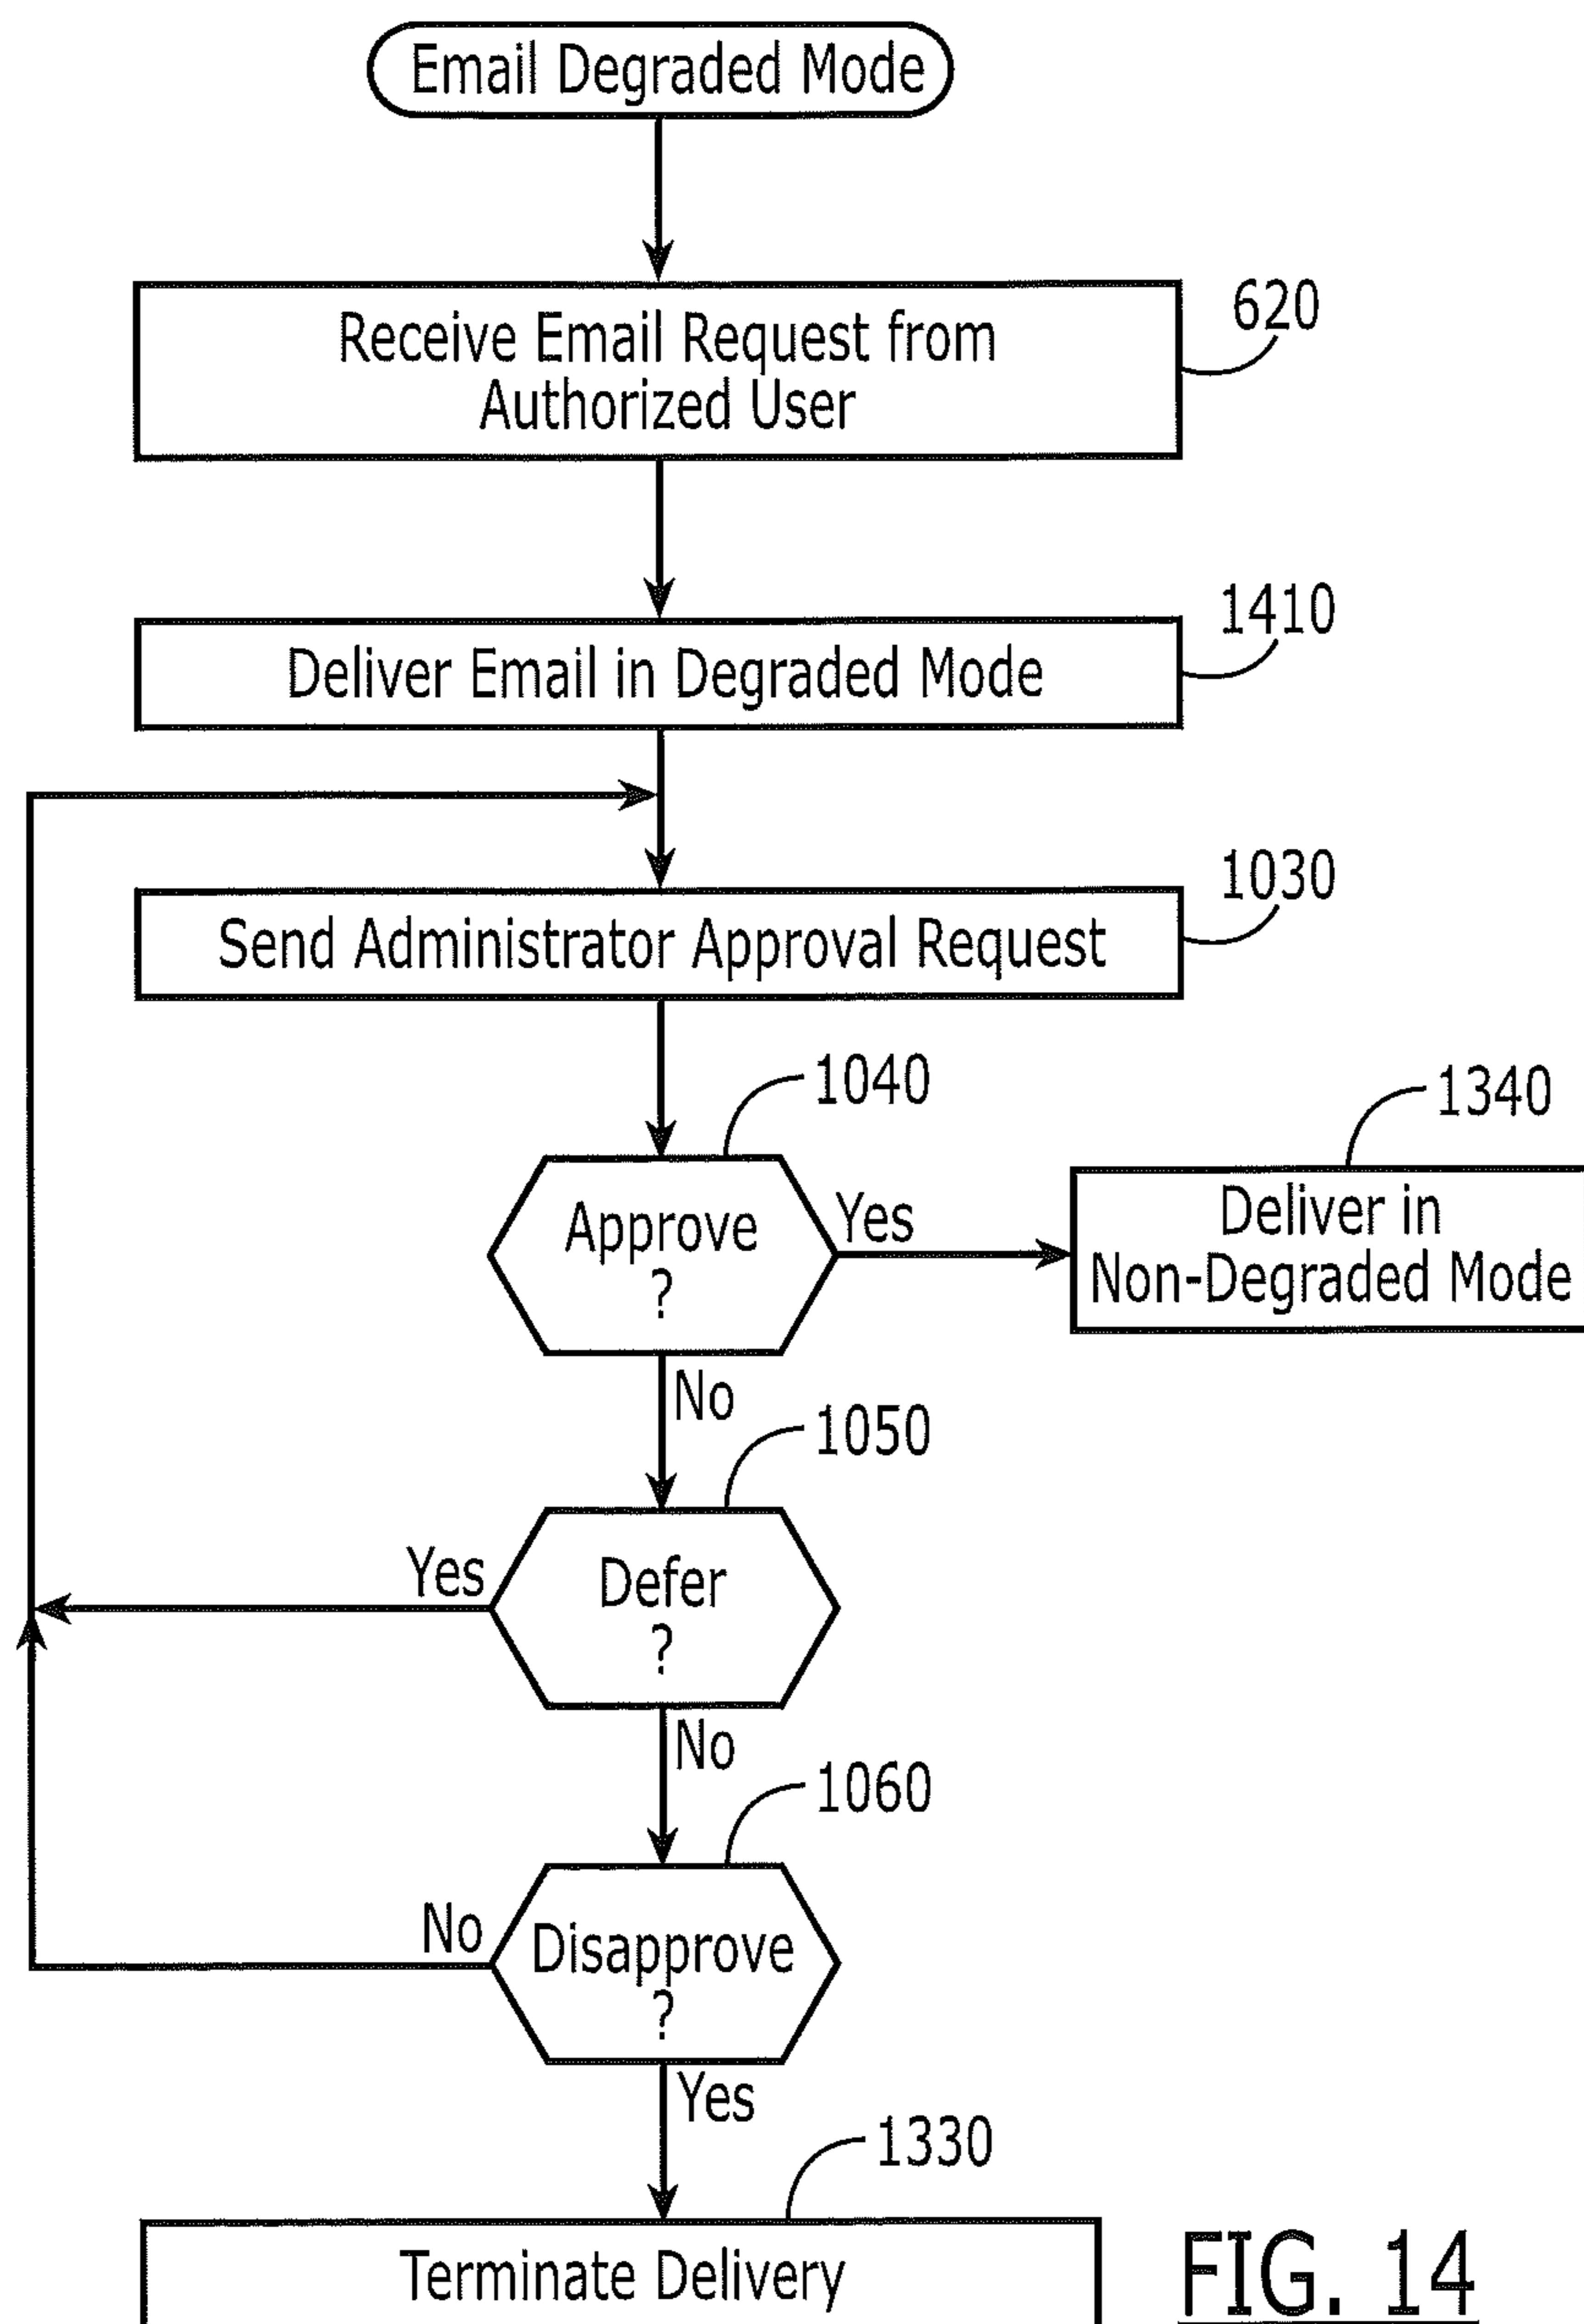 Email Degraded Mode
620
Receive Email Request from
Authorized User
1410
Deliver Email in Degraded Mode
1030
Send Administrator Approval Request
1040
1340
Approve
?
Yes
Deliver in
Non-Degraded Mode
No
1050
Yes
Defer
?
No
1060
No
Disapprove
?
Yes
1330
Terminate Delivery
FIG. 14